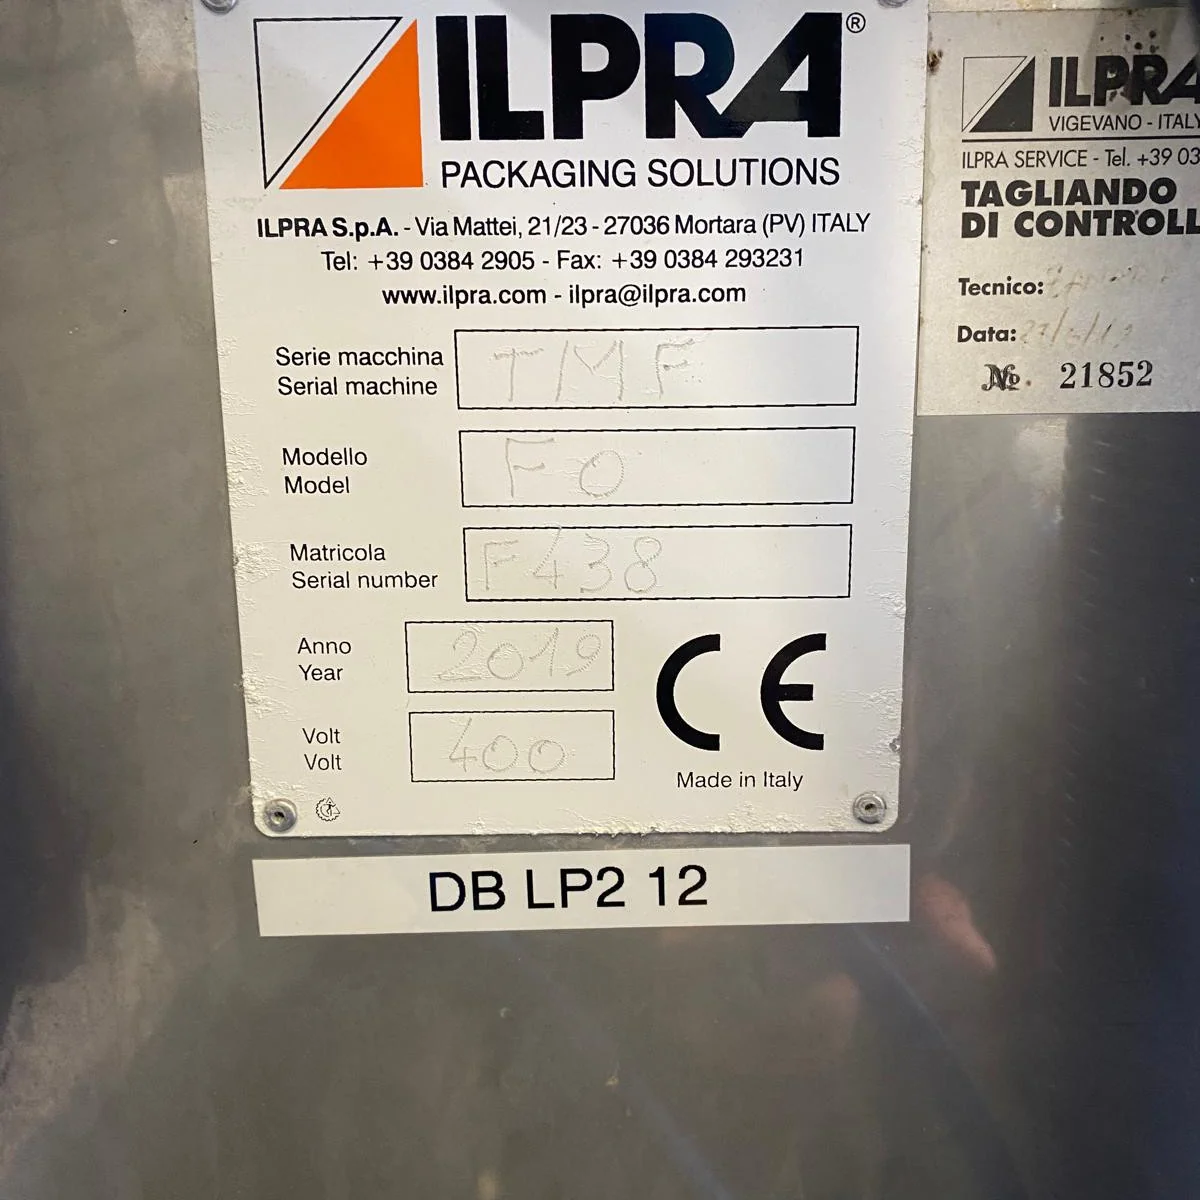 ILPRA®
PACKAGING SOLUTIONS
ILPRA S.p.A. - Via Mattei, 21/23 - 27036 Mortara (PV) ITALY
Tel: +39 0384 2905 - Fax: +39 0384 293231
www.ilpra.com - ilpra@ilpra.com
Serie macchina
Serial machine
TMF
Modello
Model
FO
Matricola
Serial number
F438
Anno
Year
2019
Volt
Volt
400
CE
Made in Italy
DB LP2 12
ILPRA
VIGEVANO - ITALY
ILPRA SERVICE - Tel. +39 03
TAGLIANDO
DI CONTROLL
Tecnico:
Data:
No. 21852